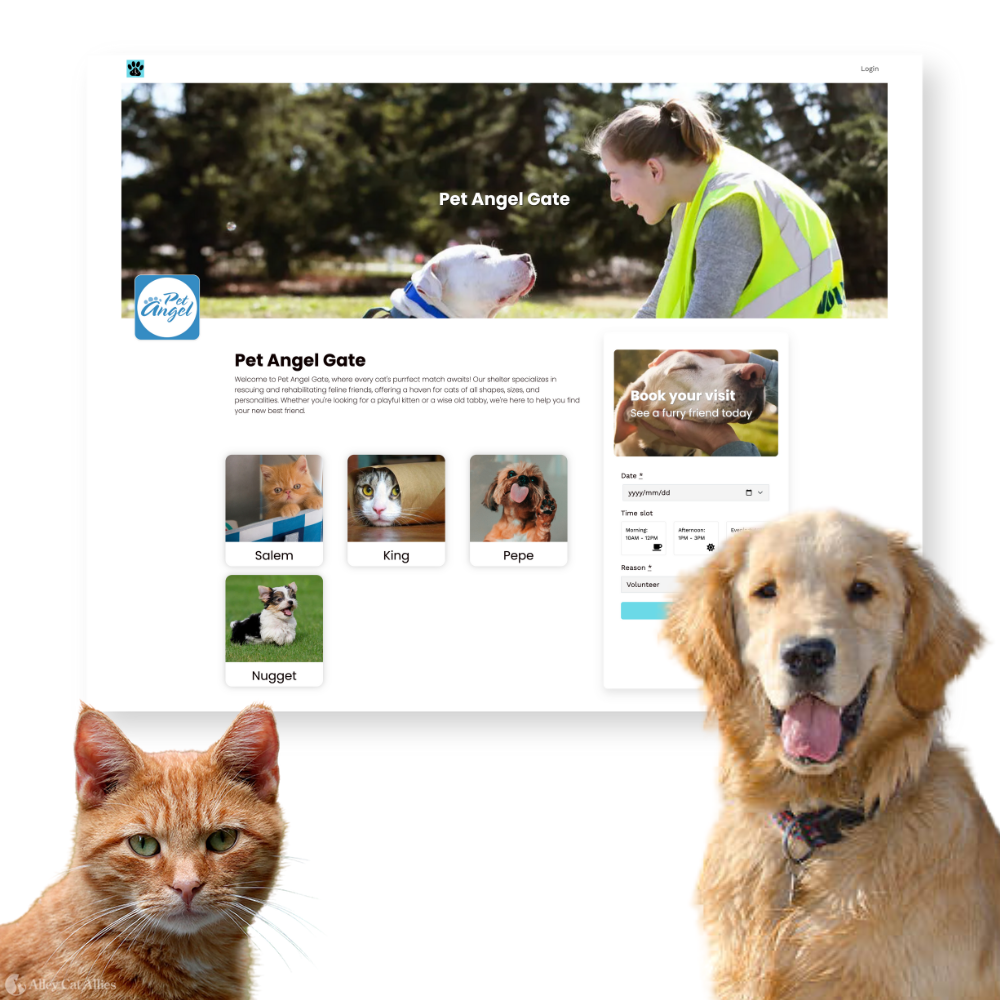 Login
Pet Angel Gate
Pet
Angel
Pet Angel Gate
Welcome to Pet Angel Gate, where every cat's purrfect match awaits! Our shelter specializes in
rescuing and rehabilitating feline friends, offering a haven for cats of all shapes, sizes, and
personalities. Whether you're looking for a playful kitten or a wise old tabby, we're here to help you find
your new best friend.
Salem
King
Pepe
Nugget
Book your visit
See a furry friend today
Date *
yyyy/mm/dd
Time slot
Morning:
10AM - 12PM
Afternoon:
1PM - 3PM
Reason *
Volunteer
Alley Cat Allies